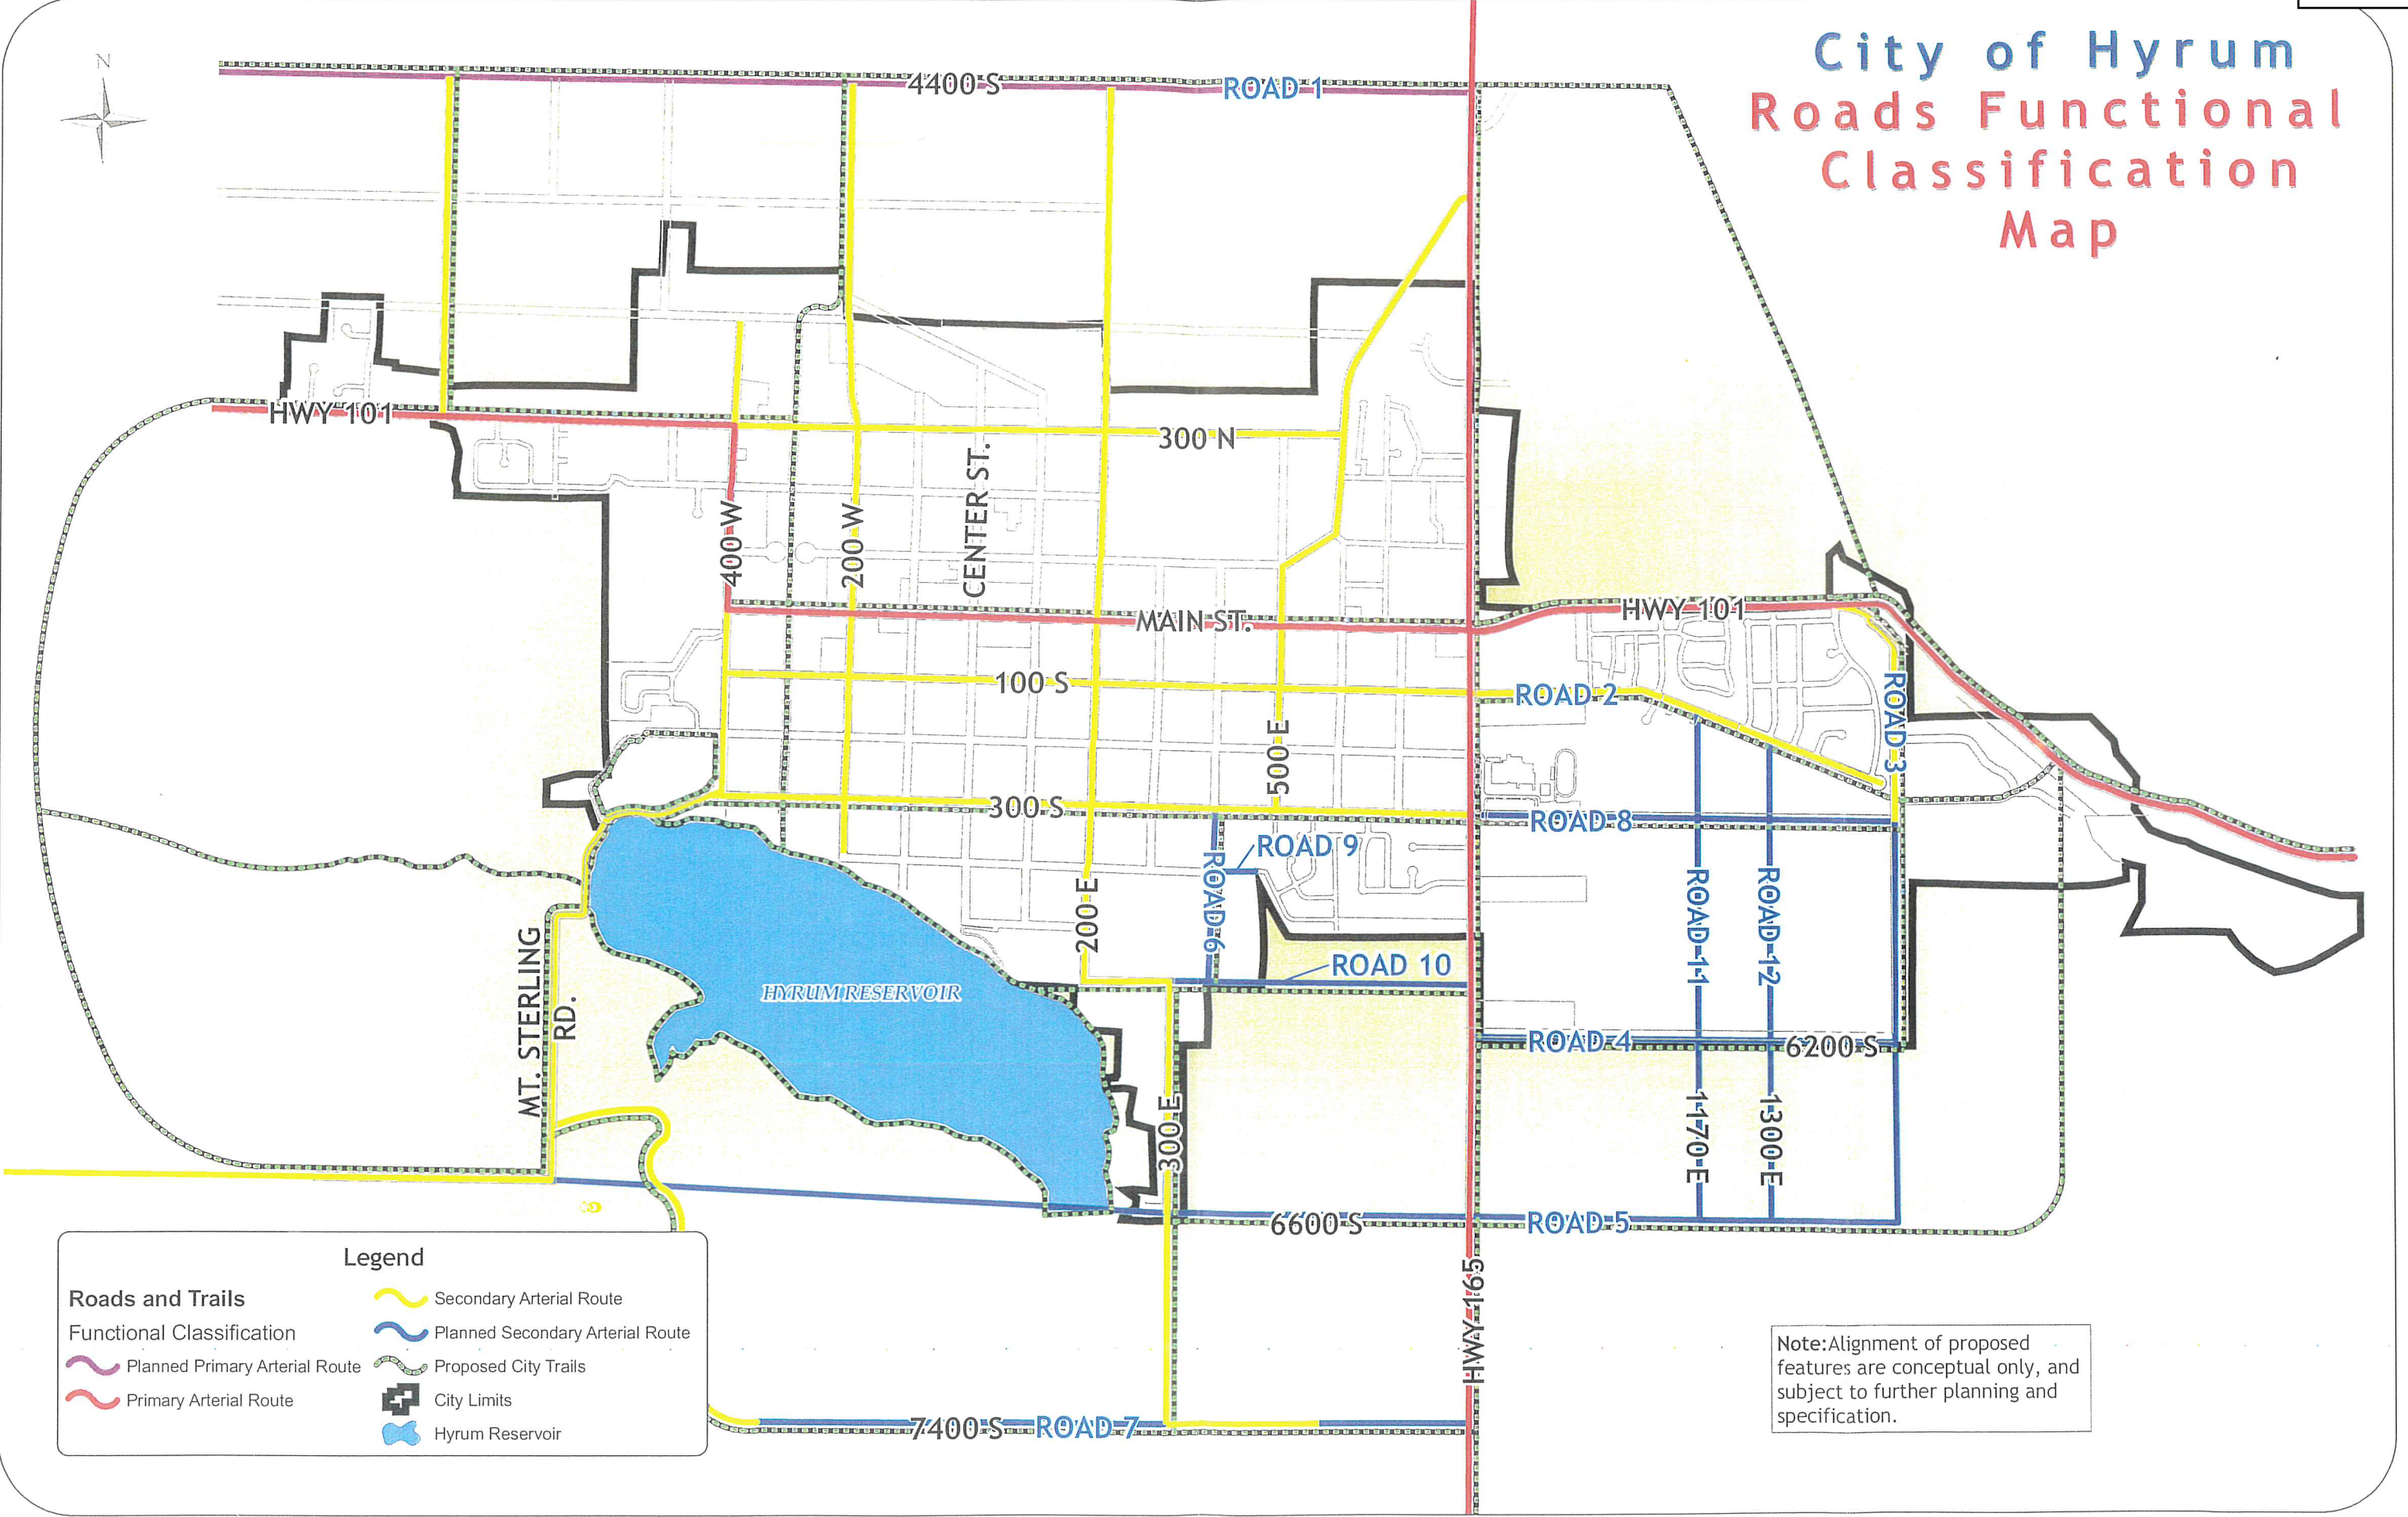 City of Hyrum
Roads Functional
Classification
Map
N
4400 S
ROAD 1
HWY 101
300 N
400 W
200 W
CENTER ST.
MAIN ST.
HWY 101
100 S
ROAD 2
ROAD 3
500 E
300 S
ROAD 8
ROAD 9
ROAD 6
200 E
ROAD 11
ROAD 12
ROAD 10
HYRUM RESERVOIR
MT. STERLING
RD.
ROAD 4
6200 S
300 E
1170 E
1300 E
6600 S
ROAD 5
HWY 165
7400 S
ROAD 7
Legend
Roads and Trails
Functional Classification
Planned Primary Arterial Route
Primary Arterial Route
Secondary Arterial Route
Planned Secondary Arterial Route
Proposed City Trails
City Limits
Hyrum Reservoir
Note:Alignment of proposed
features are conceptual only, and
subject to further planning and
specification.